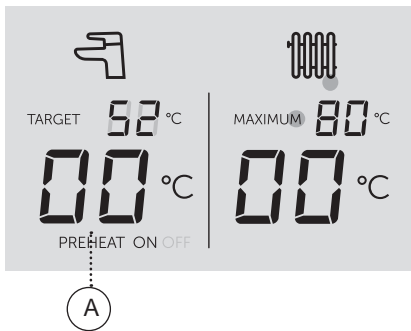 TARGET 52 °C
MAXIMUM 80 °C
00 °C
00 °C
PREHEAT ON OFF
A